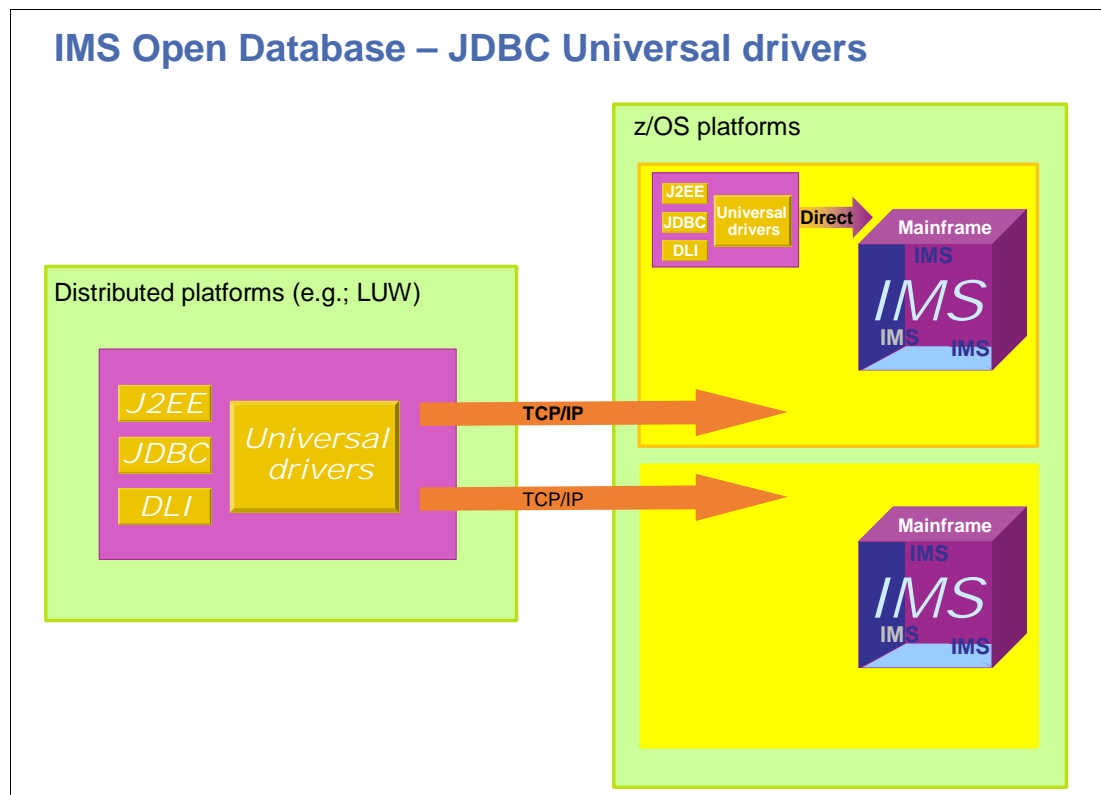 IMS Open Database – JDBC Universal drivers
z/OS platforms
J2EE
JDBC
DLI
Universal
drivers
Direct
Mainframe
IMS
IMS
IMS
IMS
Distributed platforms (e.g.; LUW)
J2EE
JDBC
DLI
Universal
drivers
TCP/IP
TCP/IP
Mainframe
IMS
IMS
IMS
IMS